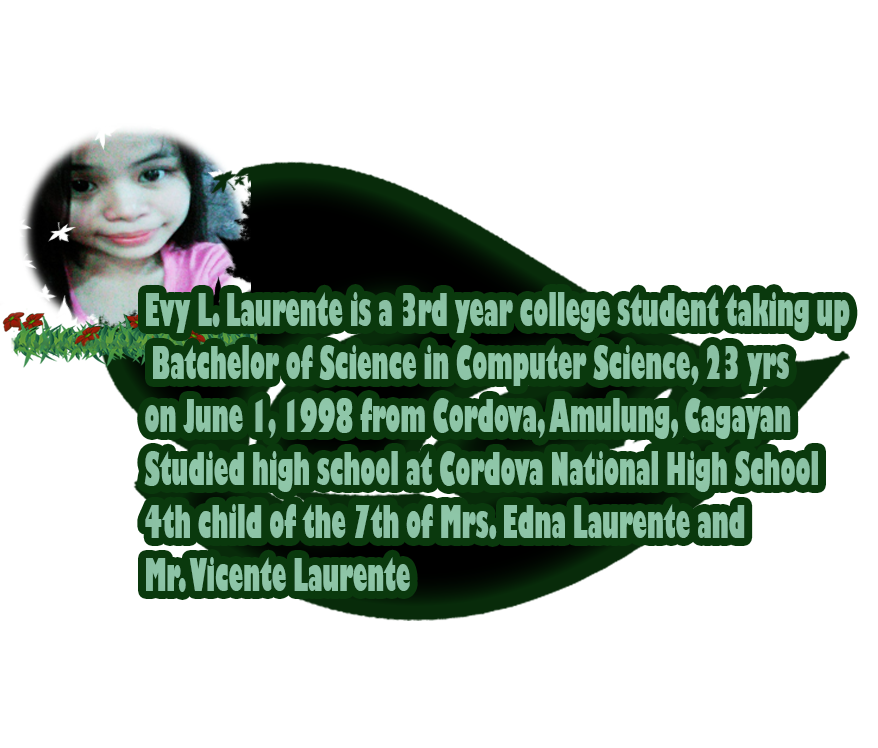 Evy L. Laurente is a 3rd year college student taking up
Batchelor of Science in Computer Science, 23 yrs
on June 1, 1998 from Cordova, Amulung, Cagayan
Studied high school at Cordova National High School
4th child of the 7th of Mrs. Edna Laurente and
Mr. Vicente Laurente